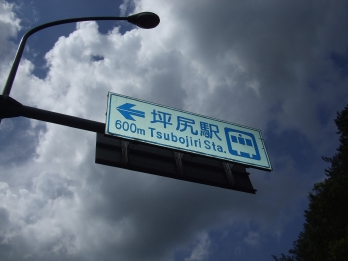 坪尻駅
600m Tsubojiri Sta.